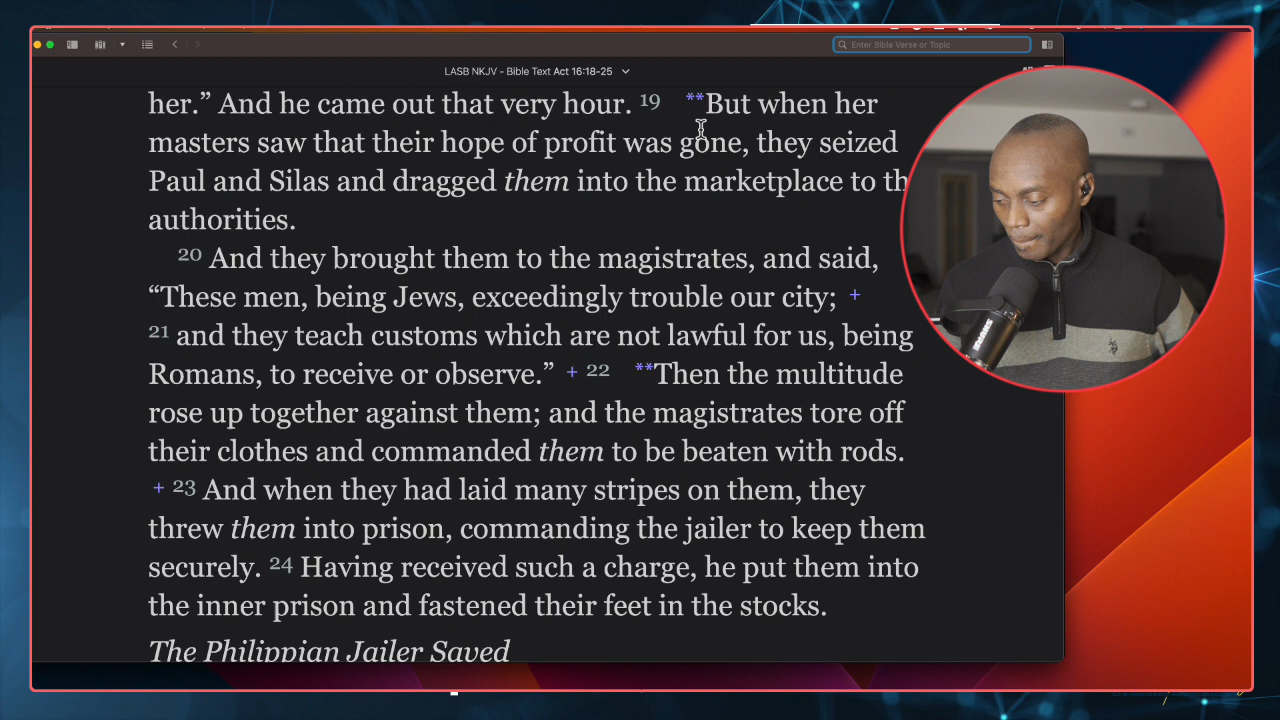 Enter Bible Verse or Topic
LASB NKJV - Bible Text Act 16:18-25
her.” And he came out that very hour. 19 **But when her
masters saw that their hope of profit was gone, they seized
Paul and Silas and dragged them into the marketplace to th
authorities.
20 And they brought them to the magistrates, and said,
“These men, being Jews, exceedingly trouble our city; +
21 and they teach customs which are not lawful for us, being
Romans, to receive or observe.” + 22 **Then the multitude
rose up together against them; and the magistrates tore off
their clothes and commanded them to be beaten with rods.
+ 23 And when they had laid many stripes on them, they
threw them into prison, commanding the jailer to keep them
securely. 24 Having received such a charge, he put them into
the inner prison and fastened their feet in the stocks.
The Philippian Jailer Saved